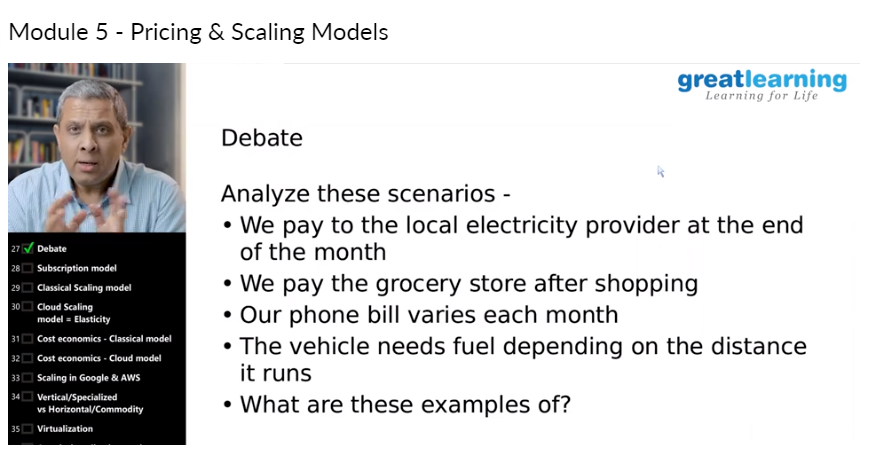 Module 5 - Pricing & Scaling Models
greatlearning
Learning for Life
Debate
Analyze these scenarios -
• We pay to the local electricity provider at the end
of the month
• We pay the grocery store after shopping
• Our phone bill varies each month
• The vehicle needs fuel depending on the distance
it runs
• What are these examples of?
27 Debate
28 Subscription model
29 Classical Scaling model
30 Cloud Scaling
model = Elasticity
31 Cost economics - Classical model
32 Cost economics - Cloud model
33 Scaling in Google & AWS
34 Vertical/Specialized
vs Horizontal/Commodity
35 Virtualization